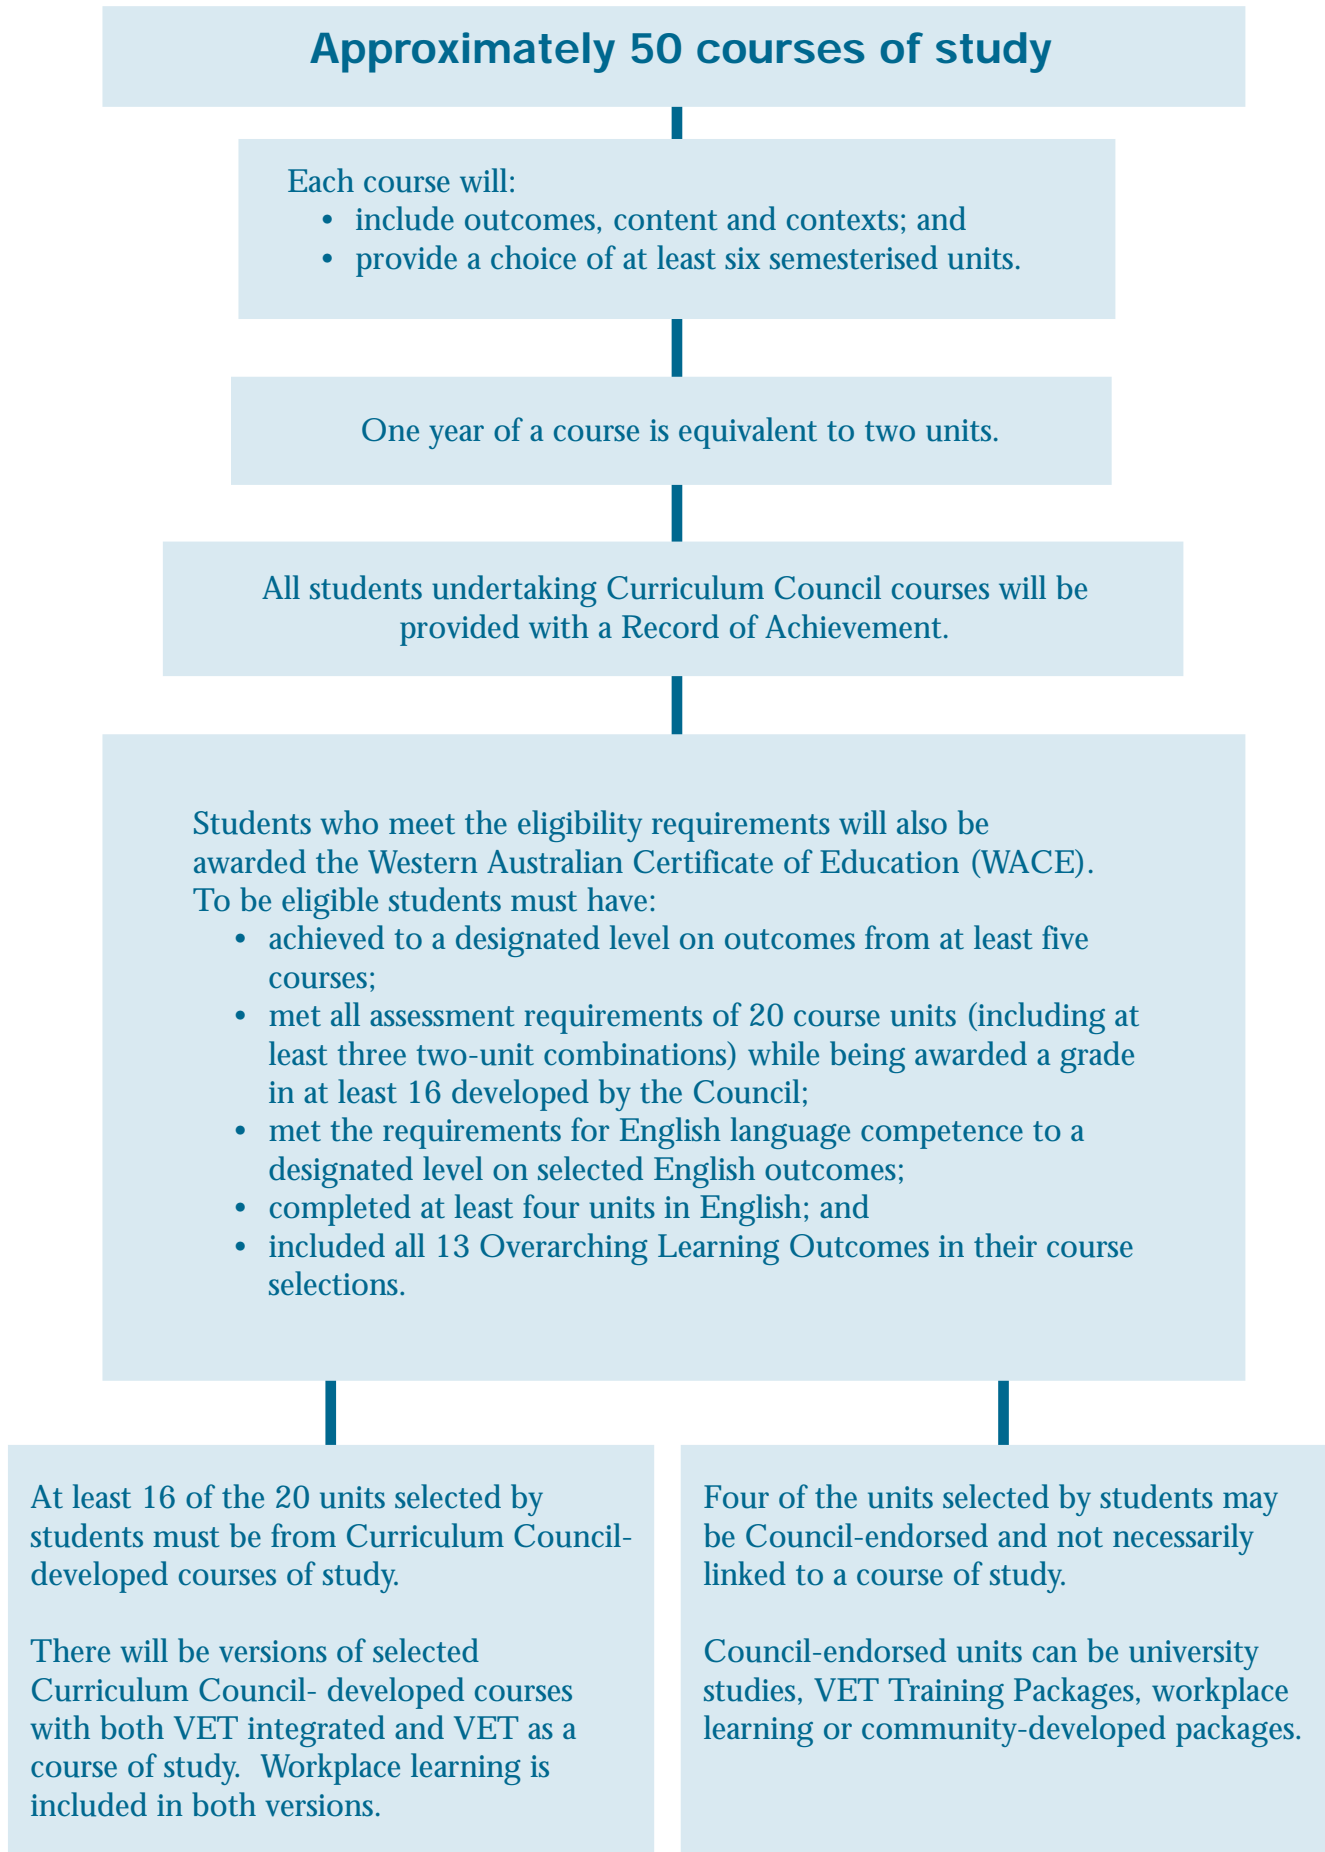 Approximately 50 courses of study
Each course will:
• include outcomes, content and contexts; and
• provide a choice of at least six semesterised units.
One year of a course is equivalent to two units.
All students undertaking Curriculum Council courses will be
provided with a Record of Achievement.
Students who meet the eligibility requirements will also be
awarded the Western Australian Certificate of Education (WACE).
To be eligible students must have:
• achieved to a designated level on outcomes from at least five
courses;
• met all assessment requirements of 20 course units (including at
least three two-unit combinations) while being awarded a grade
in at least 16 developed by the Council;
• met the requirements for English language competence to a
designated level on selected English outcomes;
• completed at least four units in English; and
• included all 13 Overarching Learning Outcomes in their course
selections.
At least 16 of the 20 units selected by
students must be from Curriculum Council-
developed courses of study.
There will be versions of selected
Curriculum Council- developed courses
with both VET integrated and VET as a
course of study.  Workplace learning is
included in both versions.
Four of the units selected by students may
be Council-endorsed and not necessarily
linked to a course of study.
Council-endorsed units can be university
studies, VET Training Packages, workplace
learning or community-developed packages.